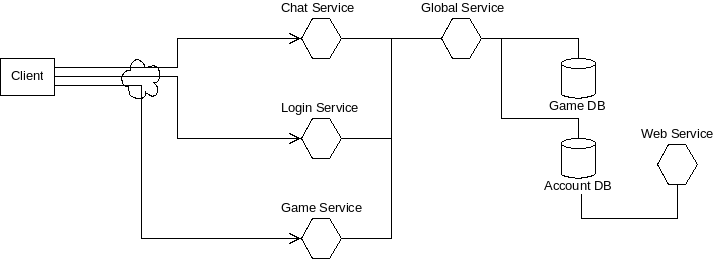 Chat Service
Global Service
Client
Game DB
Login Service
Web Service
Account DB
Game Service